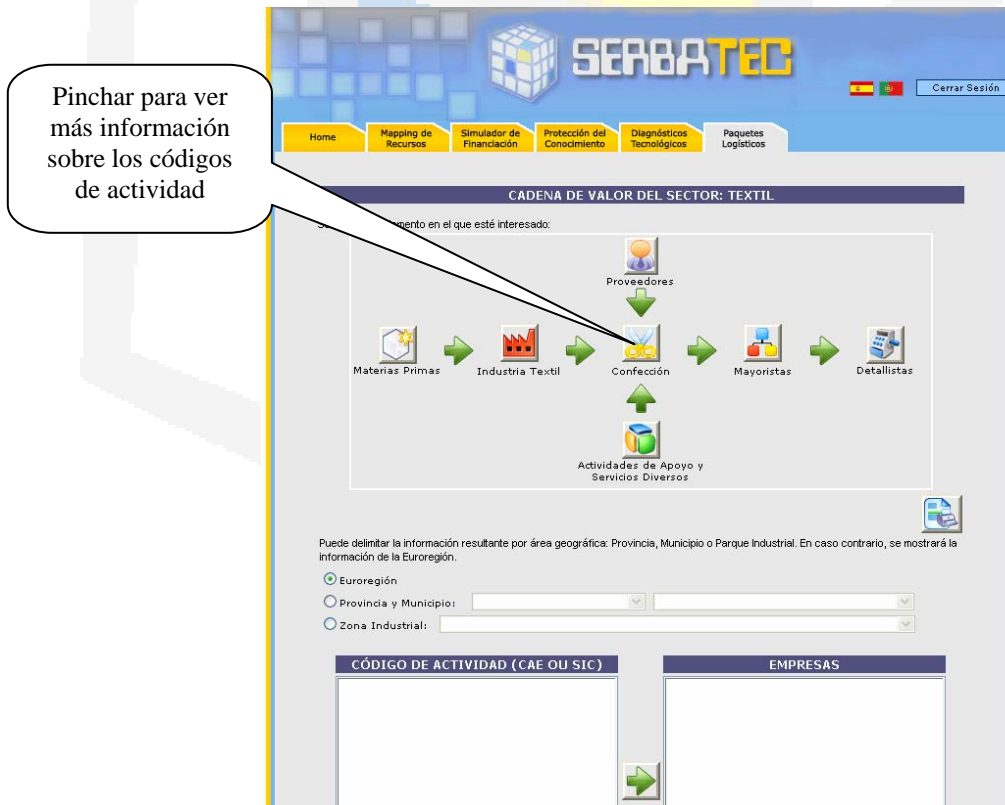 SERBATEC
Cerrar Sesión
Pinchar para ver
más información
sobre los códigos
de actividad
Home
Mapping de
Recursos
Simulador de
Financiación
Protección del
Conocimiento
Diagnósticos
Tecnológicos
Paquetes
Logísticos
CADENA DE VALOR DEL SECTOR: TEXTIL
en el que esté interesado:
Proveedores
Materias Primas
Industria Textil
Confección
Mayoristas
Detallistas
Actividades de Apoyo y
Servicios Diversos
Puede delimitar la información resultante por área geográfica: Provincia, Municipio o Parque Industrial. En caso contrario, se mostrará la
información de la Euroregión.
Euroregión
Provincia y Municipio:
Zona Industrial:
CÓDIGO DE ACTIVIDAD (CAE OU SIC)
EMPRESAS